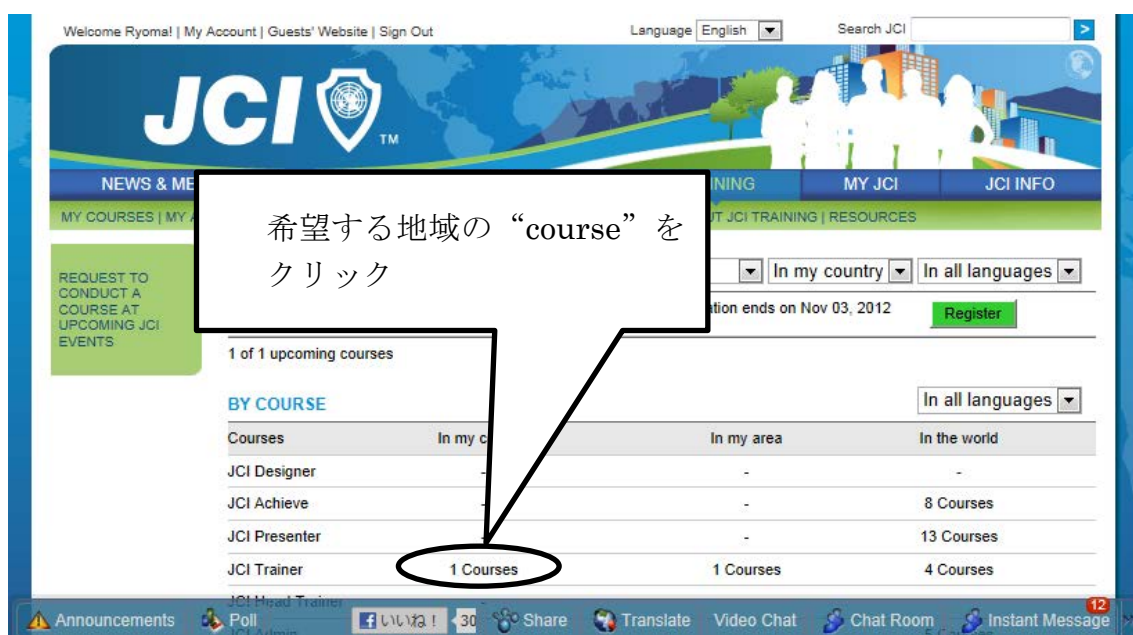 Welcome Ryoma! | My Account | Guests' Website | Sign Out Language English Search JCI
JCI TM
NEWS & ME NING MY JCI JCI INFO
MY COURSES | MY JCI TRAINING | RESOURCES
希望する地域の“course”を
クリック
REQUEST TO
CONDUCT A
COURSE AT
UPCOMING JCI
EVENTS
In my country In all languages
ends on Nov 03, 2012 Register
1 of 1 upcoming courses
BY COURSE In all languages
Courses In my In my area In the world
JCI Designer - -
JCI Achieve - 8 Courses
JCI Presenter - 13 Courses
JCI Trainer 1 Courses 1 Courses 4 Courses
JCI Head Trainer
Announcements Poll いいね！ 30 Share Translate Video Chat Chat Room Instant Message 12